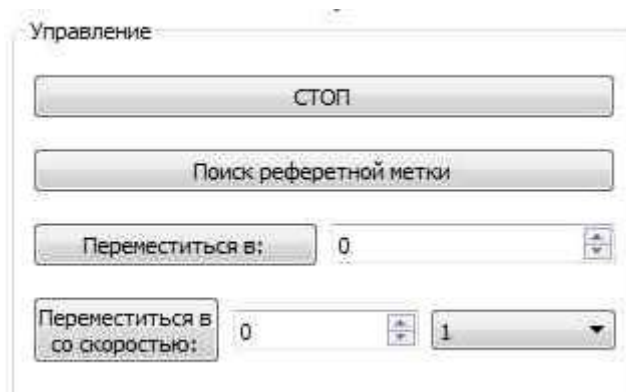 Управление
СТОП
Поиск реферетной метки
Переместиться в: 0
Переместиться в
со скоростью: 0 1